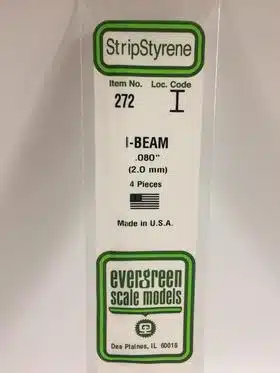 StripStyrene
Item No. Loc. Code
272 I
I-BEAM
.080"
(2.0 mm)
4 Pieces
Made in U.S.A.
evergreen
scale models
Des Plaines, IL 60018